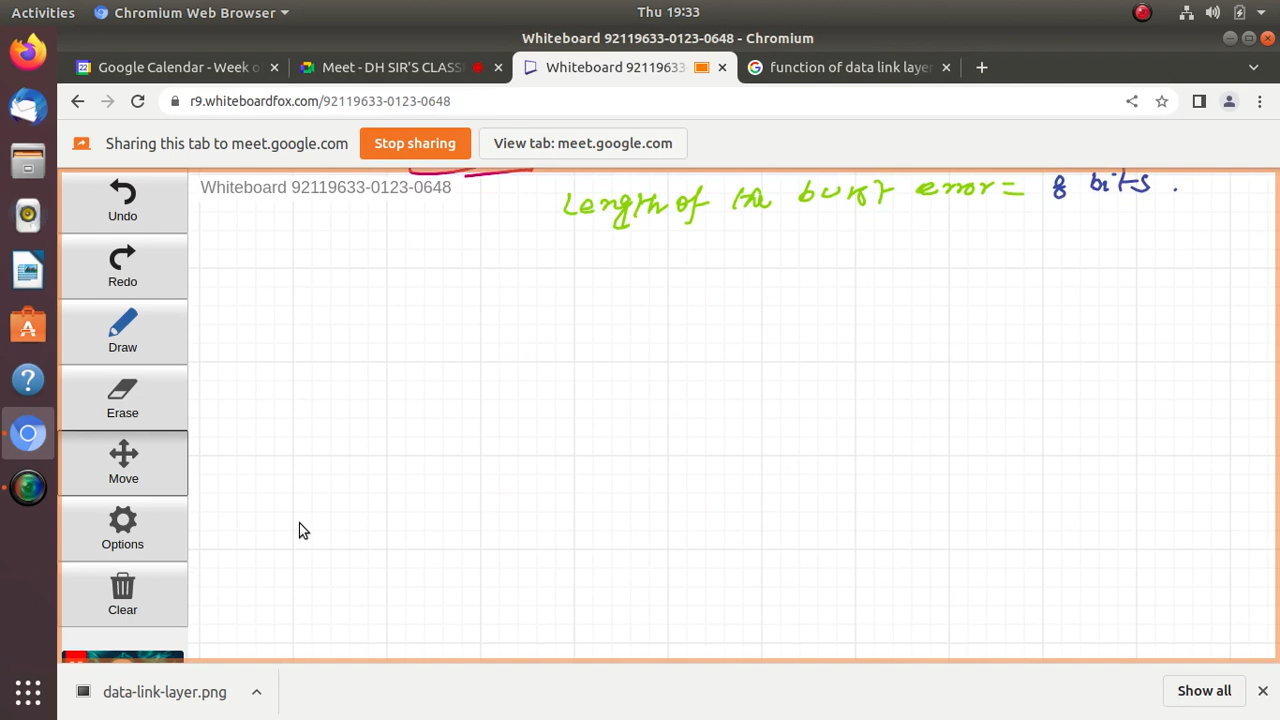 Activities
Chromium Web Browser
Thu 19:33
Whiteboard 92119633-0123-0648 - Chromium
Google Calendar - Week o
Meet - DH SIR'S CLASS
Whiteboard 92119633
function of data link laye
r9.whiteboardfox.com/92119633-0123-0648
Sharing this tab to meet.google.com
Stop sharing
View tab: meet.google.com
Whiteboard 92119633-0123-0648
Length of the burst error = 8 bits.
Undo
Redo
Draw
Erase
Move
Options
Clear
data-link-layer.png
Show all